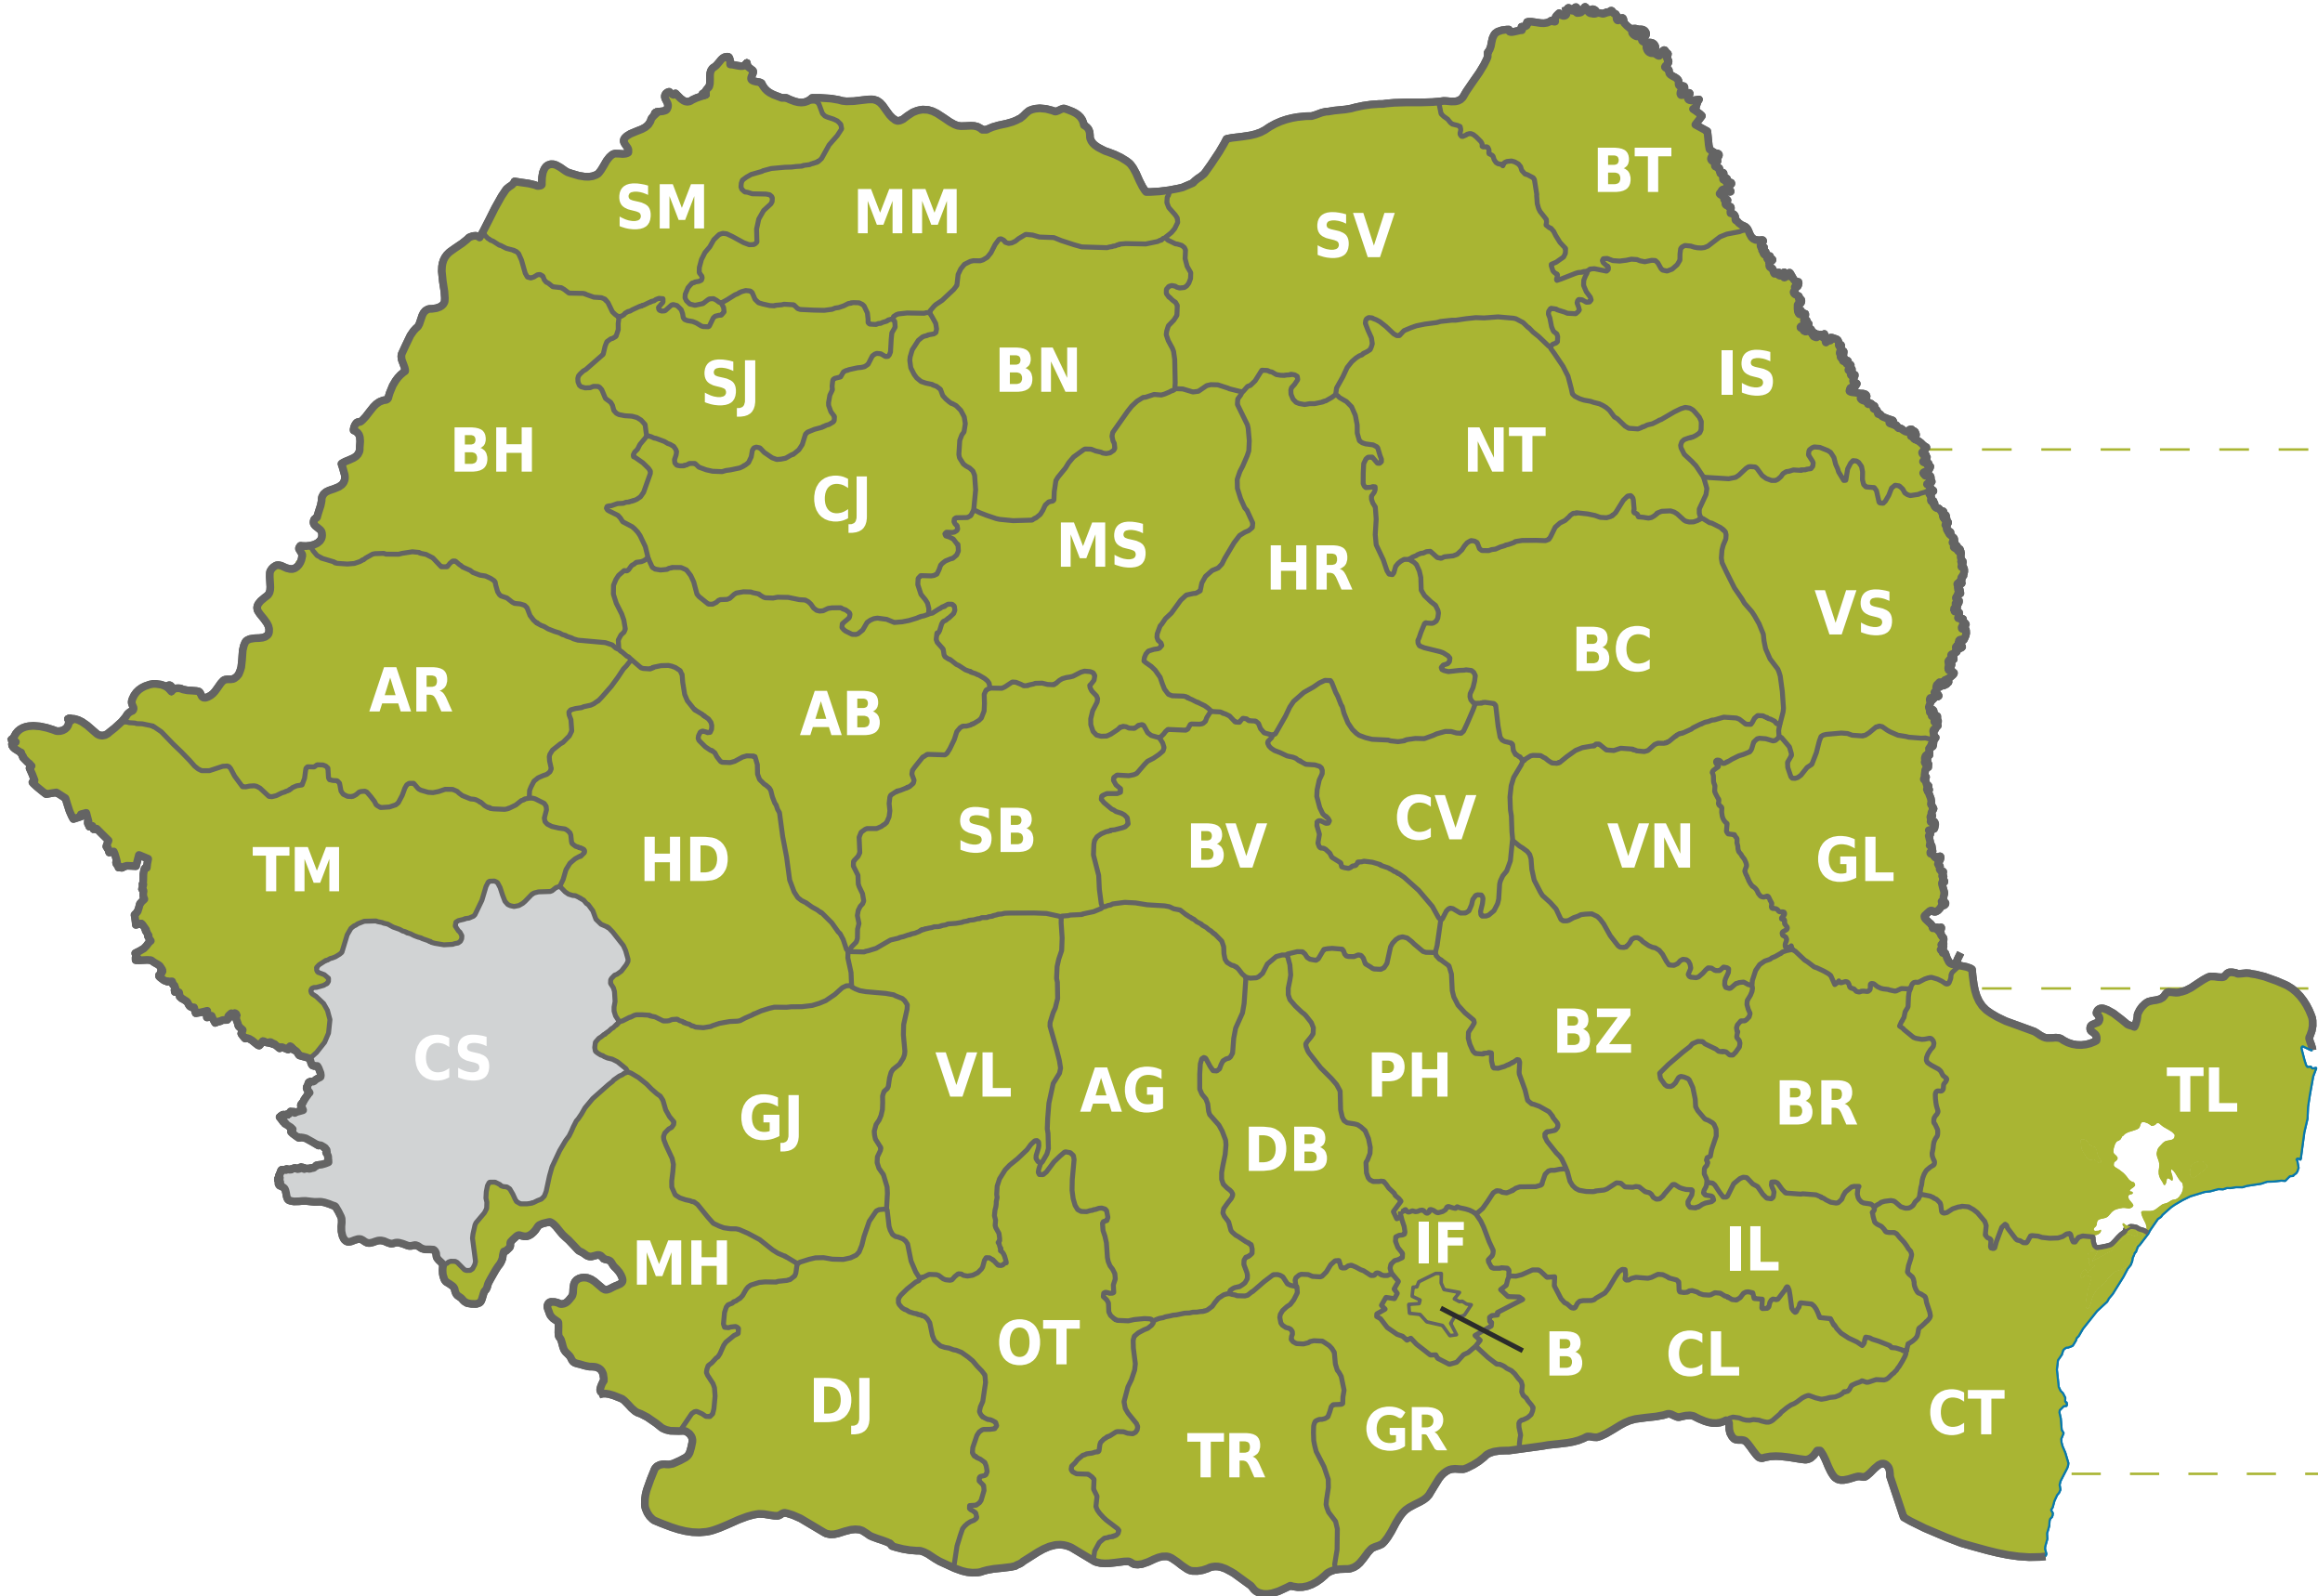 BT
SM
MM
SV
BN
IS
SJ
BH
NT
CJ
MS
HR
VS
BC
AR
AB
SB
CV
BV
VN
HD
GL
TM
BZ
CS
VL
PH
AG
TL
BR
GJ
DB
IF
IL
MH
OT
B
CL
DJ
CT
GR
TR